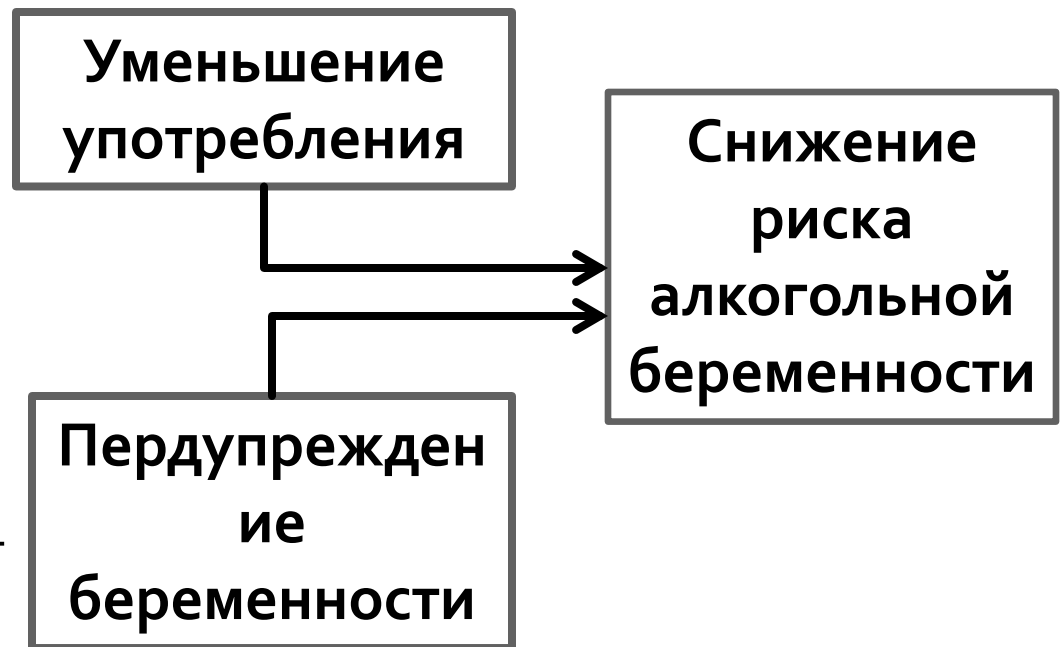 Уменьшение
употребления
Снижение
риска
алкогольной
беременности
Пердупрежден
ие
беременности